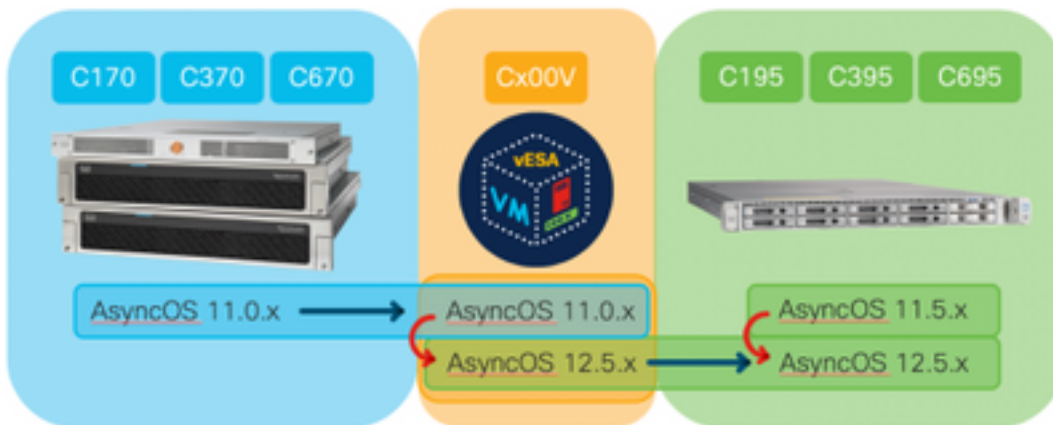 C170 C370 C670 Cx00V C195 C395 C695
vESA
VM
AsyncOS 11.0.x AsyncOS 11.0.x AsyncOS 11.5.x
AsyncOS 12.5.x AsyncOS 12.5.x